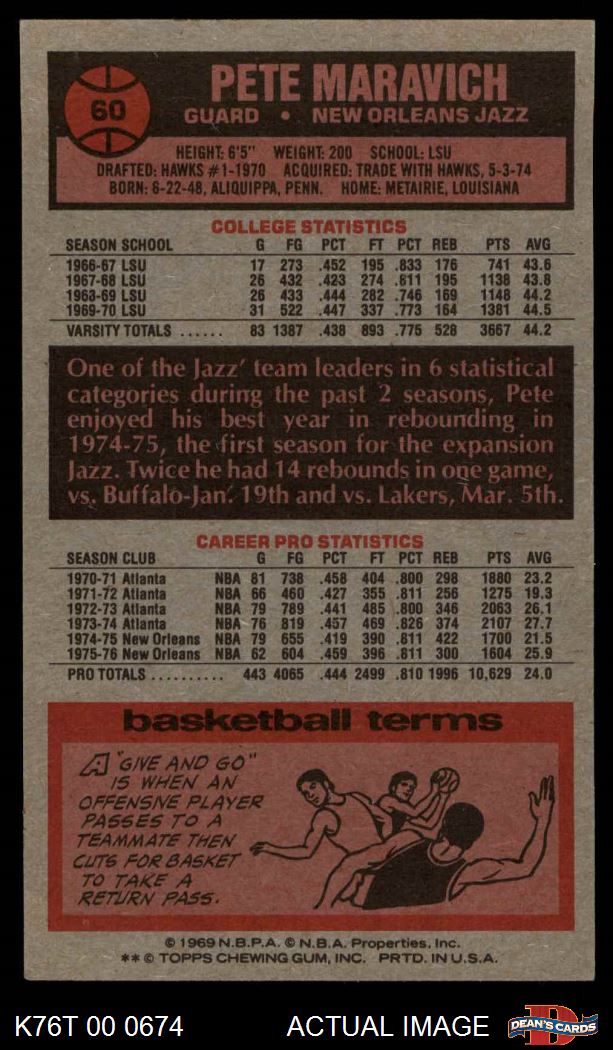 60
PETE MARAVICH
GUARD • NEW ORLEANS JAZZ
HEIGHT: 6'5" WEIGHT: 200 SCHOOL: LSU
DRAFTED: HAWKS #1-1970 ACQUIRED: TRADE WITH HAWKS, 5-3-74
BORN: 6-22-48, ALIQUIPPA, PENN. HOME: METAIRIE, LOUISIANA
COLLEGE STATISTICS
SEASON SCHOOL G FG PCT FT PCT REB PTS AVG
1966-67 LSU 17 273 .452 195 .833 176 741 43.6
1967-68 LSU 26 432 .423 274 .811 195 1138 43.8
1968-69 LSU 26 433 .444 282 .746 169 1148 44.2
1969-70 LSU 31 522 .447 337 .773 164 1381 44.5
VARSITY TOTALS ...... 83 1387 .438 893 .775 528 3667 44.2
One of the Jazz' team leaders in 6 statistical
categories during the past 2 seasons, Pete
enjoyed his best year in rebounding in
1974-75, the first season for the expansion
Jazz. Twice he had 14 rebounds in one game,
vs. Buffalo-Jan. 19th and vs. Lakers, Mar. 5th.
CAREER PRO STATISTICS
SEASON CLUB G FG PCT FT PCT REB PTS AVG
1970-71 Atlanta NBA 81 738 .458 404 .800 298 1880 23.2
1971-72 Atlanta NBA 66 460 .427 355 .811 256 1275 19.3
1972-73 Atlanta NBA 79 789 .441 485 .800 346 2063 26.1
1973-74 Atlanta NBA 76 819 .457 469 .826 374 2107 27.7
1974-75 New Orleans NBA 79 655 .419 390 .811 422 1700 21.5
1975-76 New Orleans NBA 62 604 .459 396 .811 300 1604 25.9
PRO TOTALS .......... 443 4065 .444 2499 .810 1996 10,629 24.0
basketball terms
A "GIVE AND GO"
IS WHEN AN
OFFENSIVE PLAYER
PASSES TO A
TEAMMATE THEN
CUTS FOR BASKET
TO TAKE A
RETURN PASS.
© 1969 N.B.P.A. © N.B.A. Properties, Inc.
**© TOPPS CHEWING GUM, INC. PRTD. IN U.S.A.
K76T 00 0674 ACTUAL IMAGE
D
DEAN'S CARDS